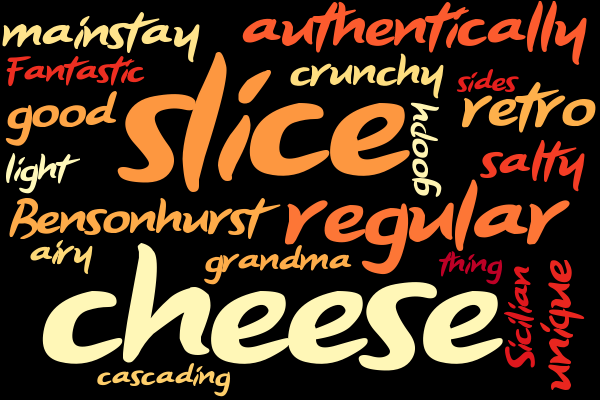 mainstay authentically
Fantastic crunchy sides
good slice goopy retro
light salty
Bensonhurst regular
airy grandma thing
cheese Sicilian unique
cascading